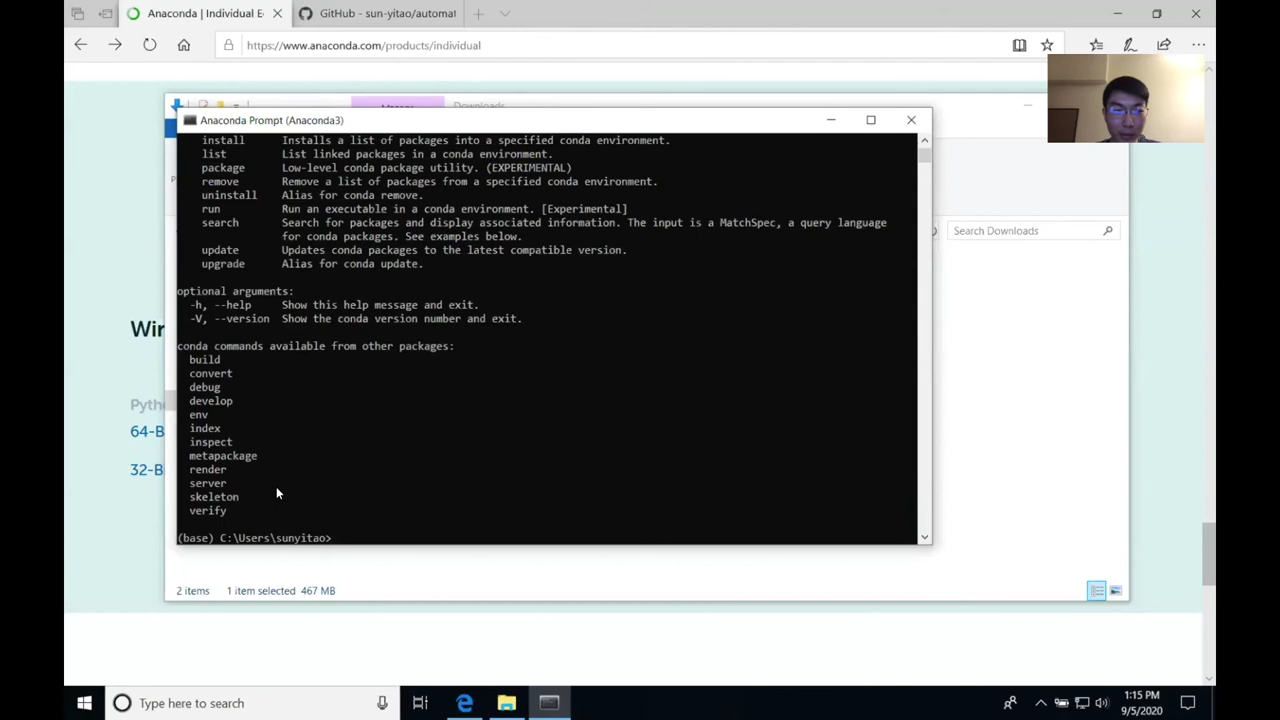 Anaconda | Individual E
GitHub - sun-yitao/automat
https://www.anaconda.com/products/individual
Downloads
Anaconda Prompt (Anaconda3)
install Installs a list of packages into a specified conda environment.
list List linked packages in a conda environment.
package Low-level conda package utility. (EXPERIMENTAL)
remove Remove a list of packages from a specified conda environment.
uninstall Alias for conda remove.
run Run an executable in a conda environment. [Experimental]
search Search for packages and display associated information. The input is a MatchSpec, a query language
for conda packages. See examples below.
update Updates conda packages to the latest compatible version.
upgrade Alias for conda update.
optional arguments:
-h, --help Show this help message and exit.
-V, --version Show the conda version number and exit.
conda commands available from other packages:
build
convert
debug
develop
env
index
inspect
metapackage
render
server
skeleton
verify
(base) C:\Users\sunyitao>
Search Downloads
Wir
Pyth
64-B
32-B
2 items 1 item selected 467 MB
Type here to search
1:15 PM
9/5/2020